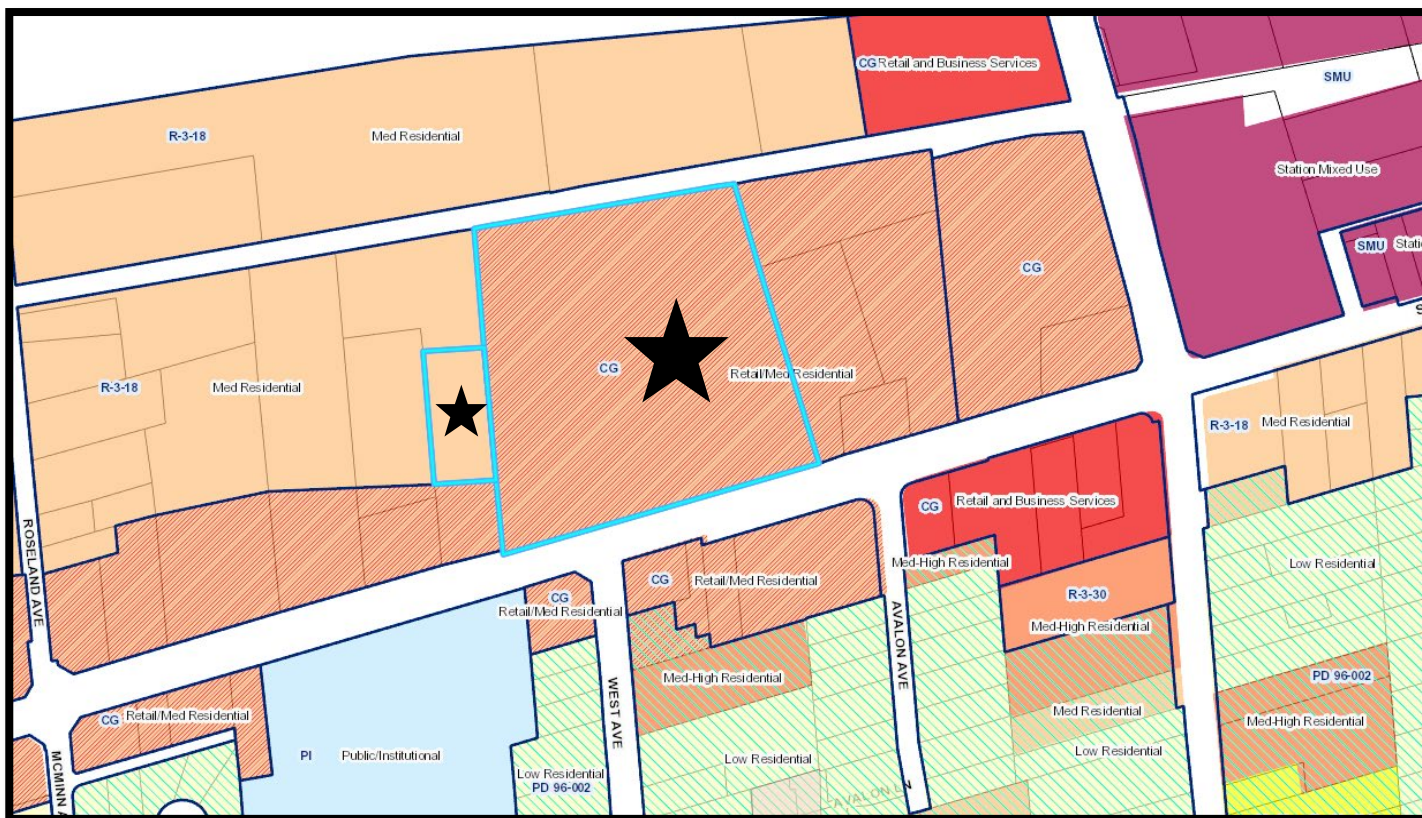 CG Retail and Business Services
SMU
R-3-18 Med Residential
Station Mixed Use
SMU
CG
CG
Retail/Med Residential
R-3-18 Med Residential
R-3-18 Med Residential
CG Retail and Business Services
ROSELAND AVE
Med-High Residential
Low Residential
CG Retail/Med Residential
R-3-30
CG
Retail/Med Residential
Med-High Residential
AVALON AVE
WEST AVE
Med-High Residential
PD 96-002
CG Retail/Med Residential
Med Residential
Med-High Residential
PI Public/Institutional
Low Residential
Low Residential
Low Residential
PD 96-002
MCMINN A
AVALON L